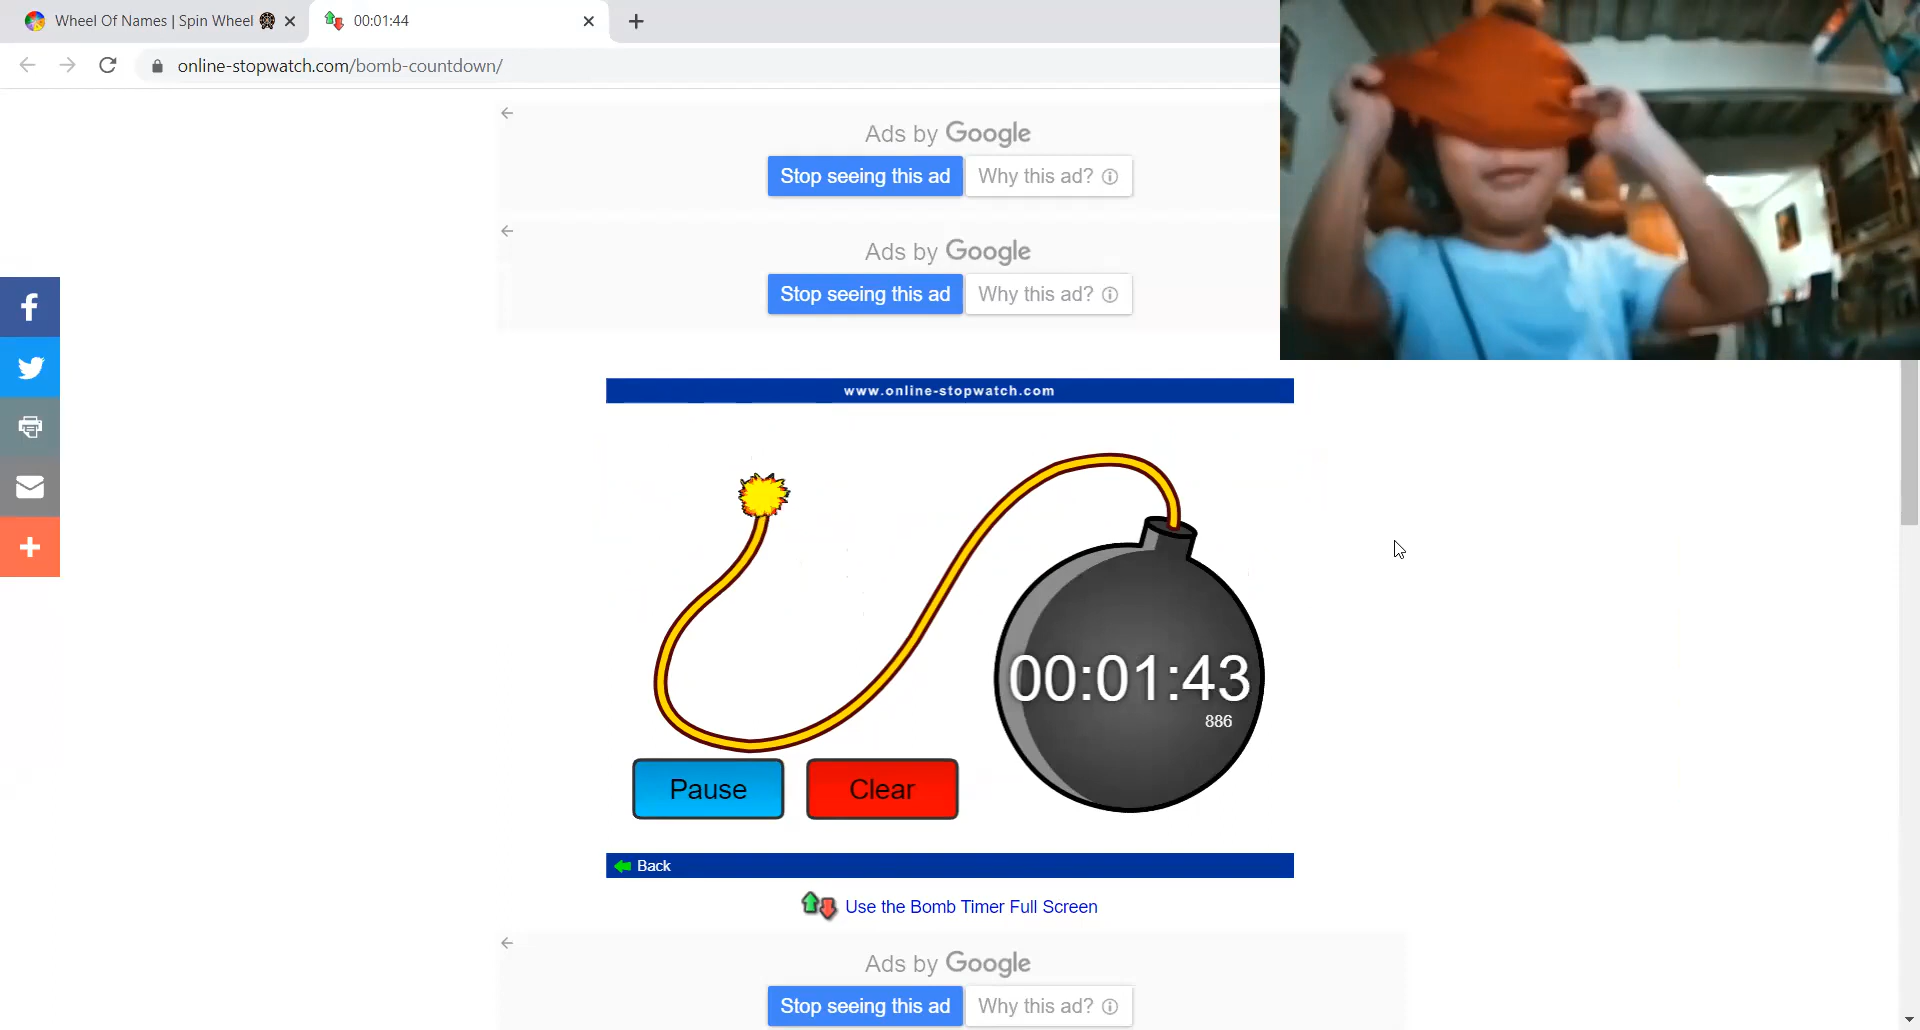 Wheel Of Names | Spin Wheel
00:01:44
online-stopwatch.com/bomb-countdown/
Ads by Google
Stop seeing this ad
Why this ad?
Ads by Google
Stop seeing this ad
Why this ad?
www.online-stopwatch.com
00:01:43
886
Pause
Clear
Back
Use the Bomb Timer Full Screen
Ads by Google
Stop seeing this ad
Why this ad?